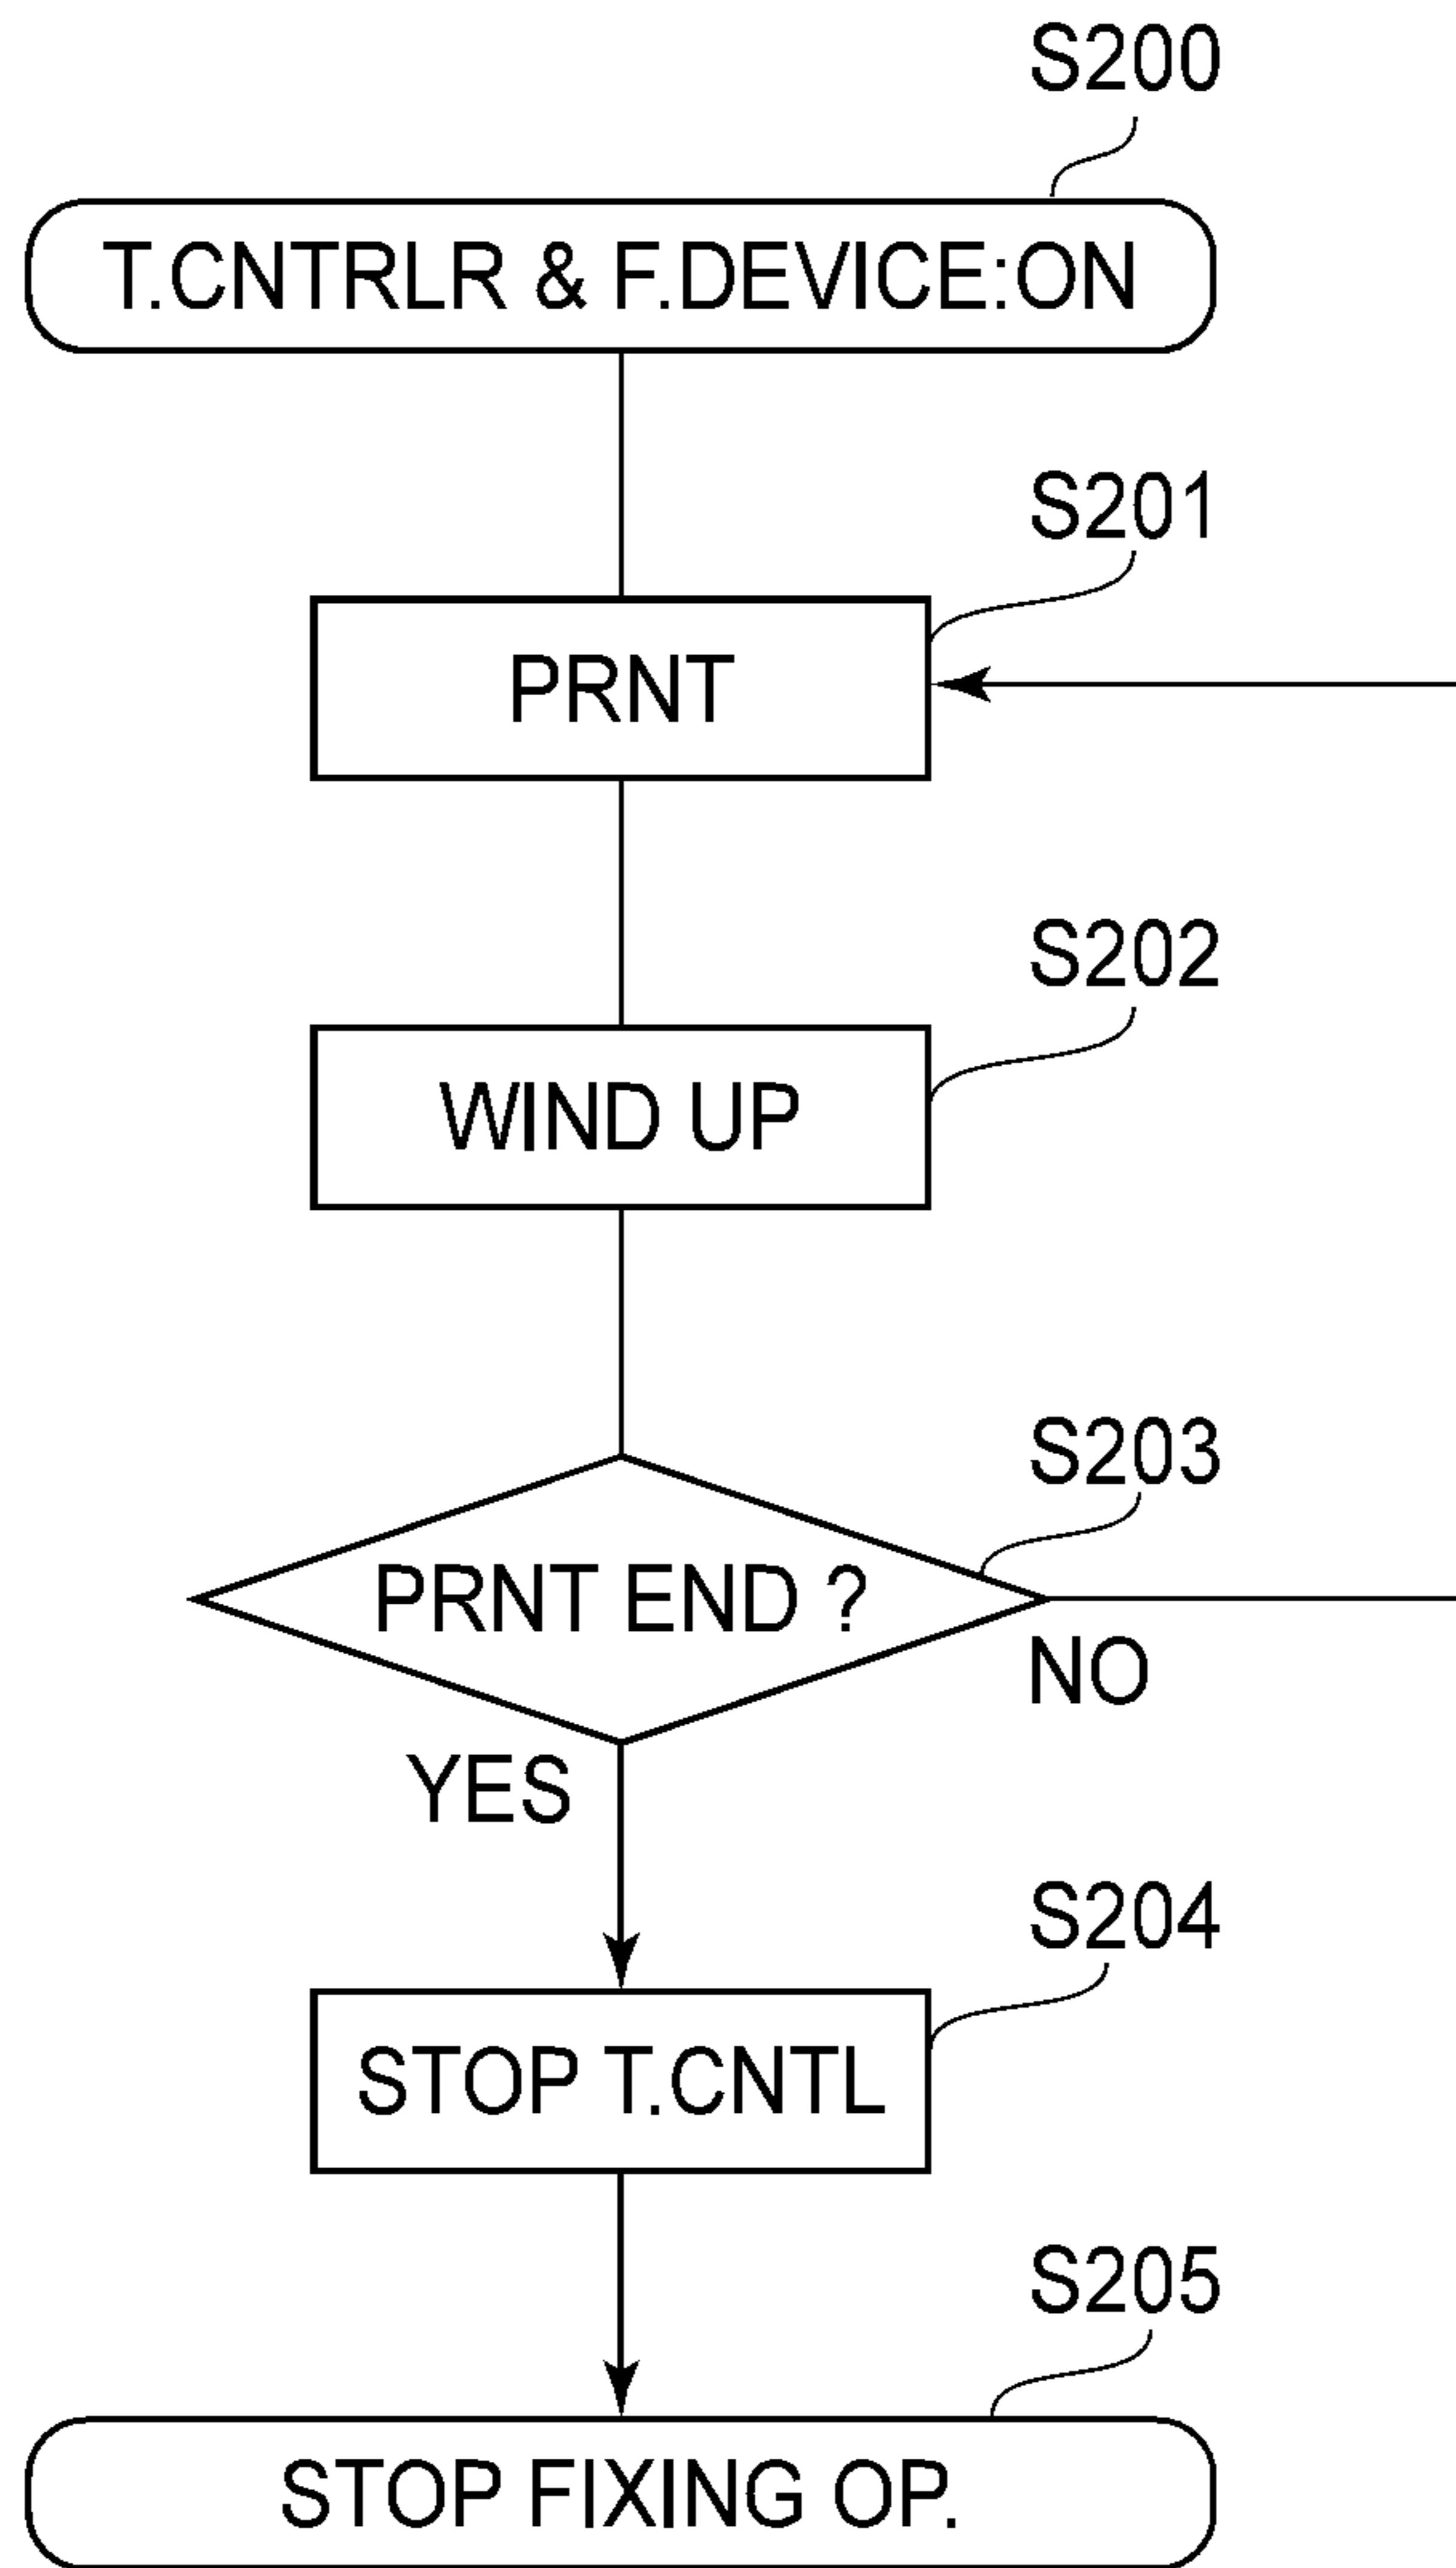 S200
T.CNTRLR & F.DEVICE:ON
S201
PRNT
S202
WIND UP
S203
PRNT END ?
NO
YES
S204
STOP T.CNTL
S205
STOP FIXING OP.